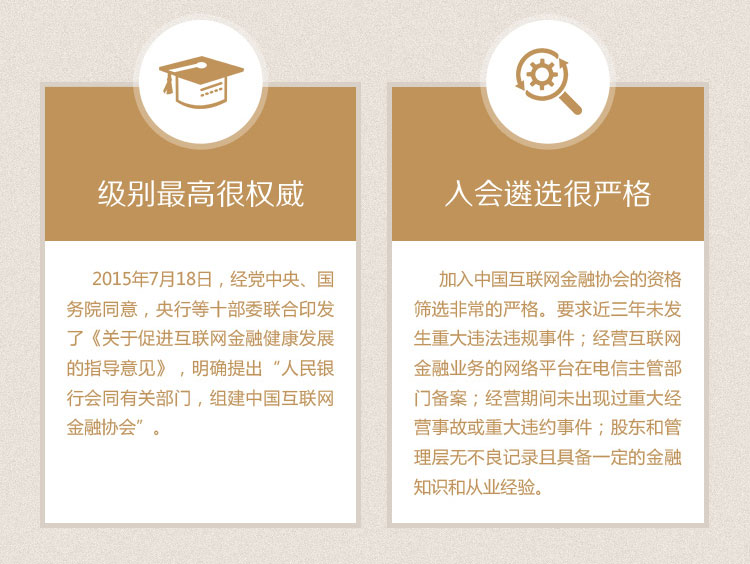 级别最高很权威
2015年7月18日，经党中央、国
务院同意，央行等十部委联合印发
了《关于促进互联网金融健康发展
的指导意见》，明确提出“人民银
行会同有关部门，组建中国互联网
金融协会”。
入会遴选很严格
加入中国互联网金融协会的资格
筛选非常的严格。要求近三年未发
生重大违法违规事件；经营互联网
金融业务的网络平台在电信主管部
门备案；经营期间未出现过重大经
营事故或重大违约事件；股东和管
理层无不良记录且具备一定的金融
知识和从业经验。